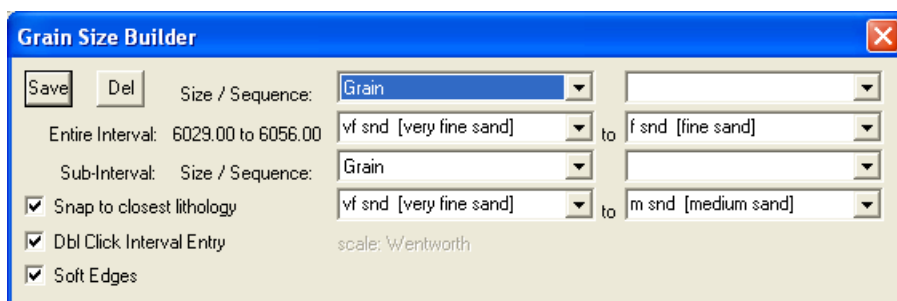 Grain Size Builder
Save Del Size / Sequence: Grain
Entire Interval: 6029.00 to 6056.00 vf snd [very fine sand] to f snd [fine sand]
Sub-Interval: Size / Sequence: Grain
Snap to closest lithology vf snd [very fine sand] to m snd [medium sand]
Dbl Click Interval Entry scale: Wentworth
Soft Edges